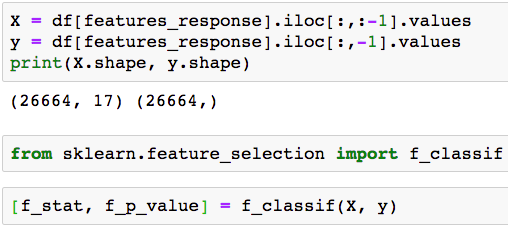 X = df[features_response].iloc[:,:-1].values
y = df[features_response].iloc[:,-1].values
print(X.shape, y.shape)
(26664, 17) (26664,)
from sklearn.feature_selection import f_classif
[f_stat, f_p_value] = f_classif(X, y)